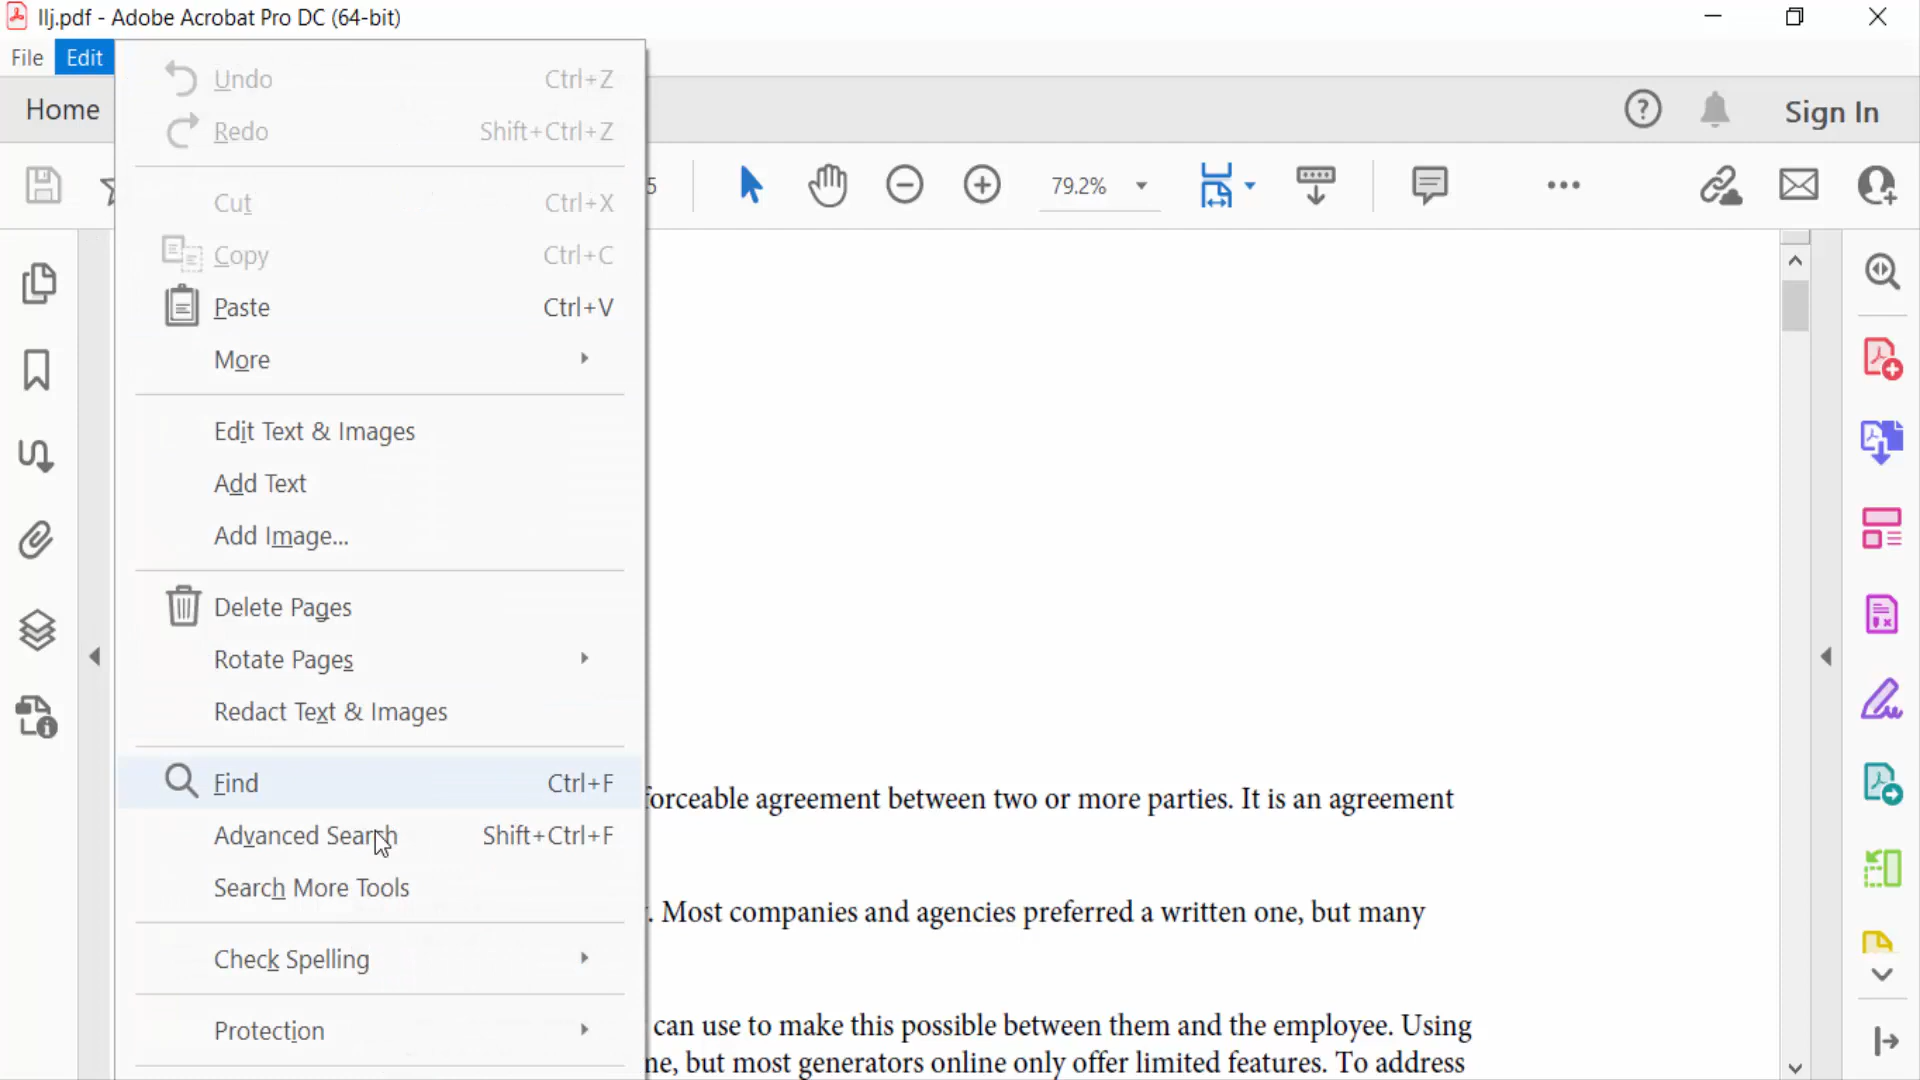 llj.pdf - Adobe Acrobat Pro DC (64-bit)
File Edit
Home
Sign In
5
79.2%
Undo Ctrl+Z
Redo Shift+Ctrl+Z
Cut Ctrl+X
Copy Ctrl+C
Paste Ctrl+V
More
Edit Text & Images
Add Text
Add Image...
Delete Pages
Rotate Pages
Redact Text & Images
Find Ctrl+F
Advanced Search Shift+Ctrl+F
Search More Tools
Check Spelling
Protection
forceable agreement between two or more parties. It is an agreement
. Most companies and agencies preferred a written one, but many
can use to make this possible between them and the employee. Using
ne, but most generators online only offer limited features. To address